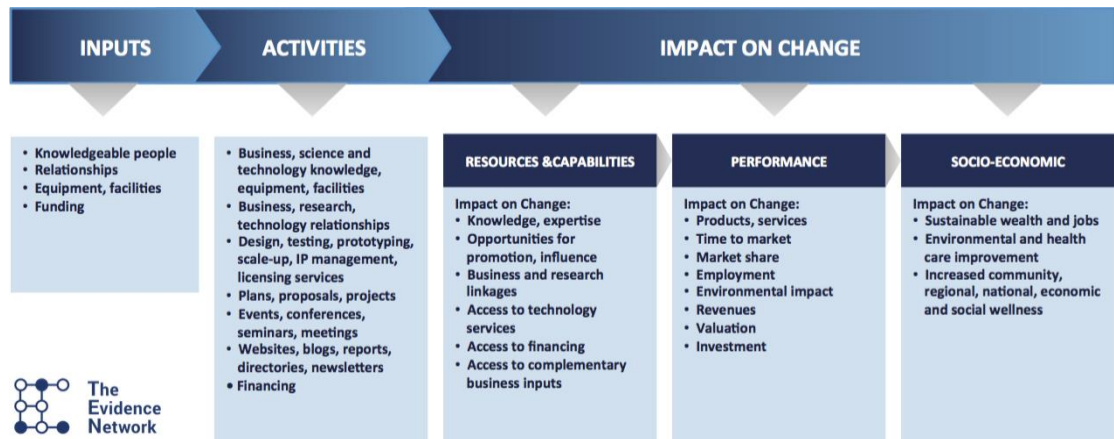 INPUTS
ACTIVITIES
IMPACT ON CHANGE
• Knowledgeable people
• Relationships
• Equipment, facilities
• Funding
• Business, science and
technology knowledge,
equipment, facilities
• Business, research,
technology relationships
• Design, testing, prototyping,
scale-up, IP management,
licensing services
• Plans, proposals, projects
• Events, conferences,
seminars, meetings
• Websites, blogs, reports,
directories, newsletters
• Financing
RESOURCES &CAPABILITIES
Impact on Change:
• Knowledge, expertise
• Opportunities for
promotion, influence
• Business and research
linkages
• Access to technology
services
• Access to financing
• Access to complementary
business inputs
PERFORMANCE
Impact on Change:
• Products, services
• Time to market
• Market share
• Employment
• Environmental impact
• Revenues
• Valuation
• Investment
SOCIO-ECONOMIC
Impact on Change:
• Sustainable wealth and jobs
• Environmental and health
care improvement
• Increased community,
regional, national, economic
and social wellness
The
Evidence
Network